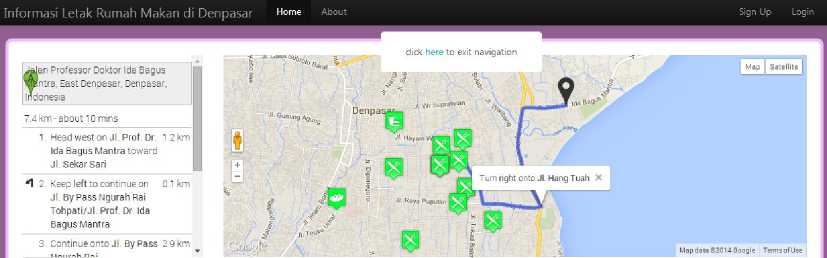 Informasi Letak Rumah Makan di Denpasar
Home
About
Sign Up
Login
click here to exit navigation
A
Jalan Professor Doktor Ida Bagus
Mantra, East Denpasar, Denpasar,
Indonesia
7.4 km - about 10 mins
1. Head west on Jl. Prof. Dr. 1.2 km
Ida Bagus Mantra toward
Jl. Sekar Sari
2. Keep left to continue on 0.1 km
Jl. By Pass Ngurah Rai
Tohpati/Jl. Prof. Dr. Ida
Bagus Mantra
3. Continue onto Jl. By Pass 2.9 km
Ngurah Rai
Map
Satellite
Jl. Gunung Agung
Denpasar
Jl. Wr Supratman
Jl. Hayam
Ida Bagus Mantra
Turn right onto Jl. Hang Tuah
Jl. Raya Puputan
Jl. Imam Bonjol
Jl. Teuku Umar
Google
Map data ©2014 Google
Terms of Use